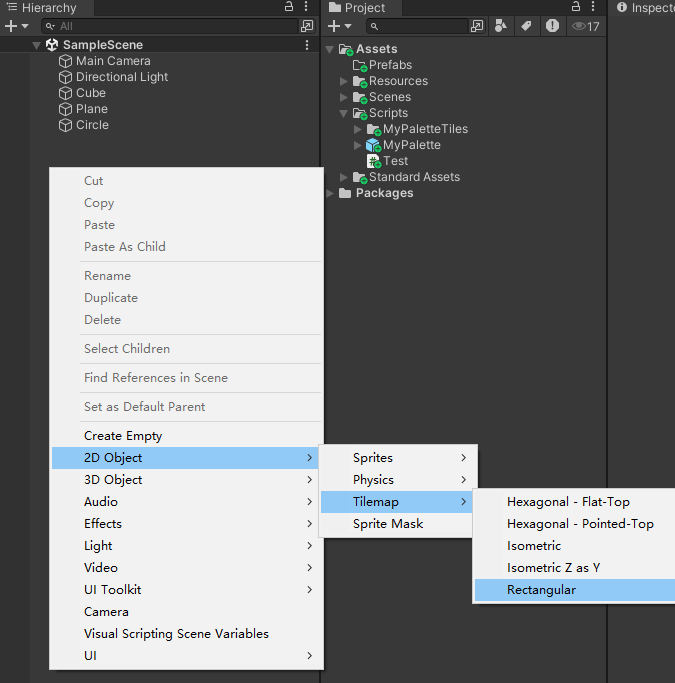 Hierarchy
All
SampleScene
Main Camera
Directional Light
Cube
Plane
Circle
Cut
Copy
Paste
Paste As Child
Rename
Duplicate
Delete
Select Children
Find References in Scene
Set as Default Parent
Create Empty
2D Object
3D Object
Audio
Effects
Light
Video
UI Toolkit
Camera
Visual Scripting Scene Variables
UI
Sprites
Physics
Tilemap
Sprite Mask
Hexagonal - Flat-Top
Hexagonal - Pointed-Top
Isometric
Isometric Z as Y
Rectangular
Project
17
Assets
Prefabs
Resources
Scenes
Scripts
MyPaletteTiles
MyPalette
Test
Standard Assets
Packages
Inspect